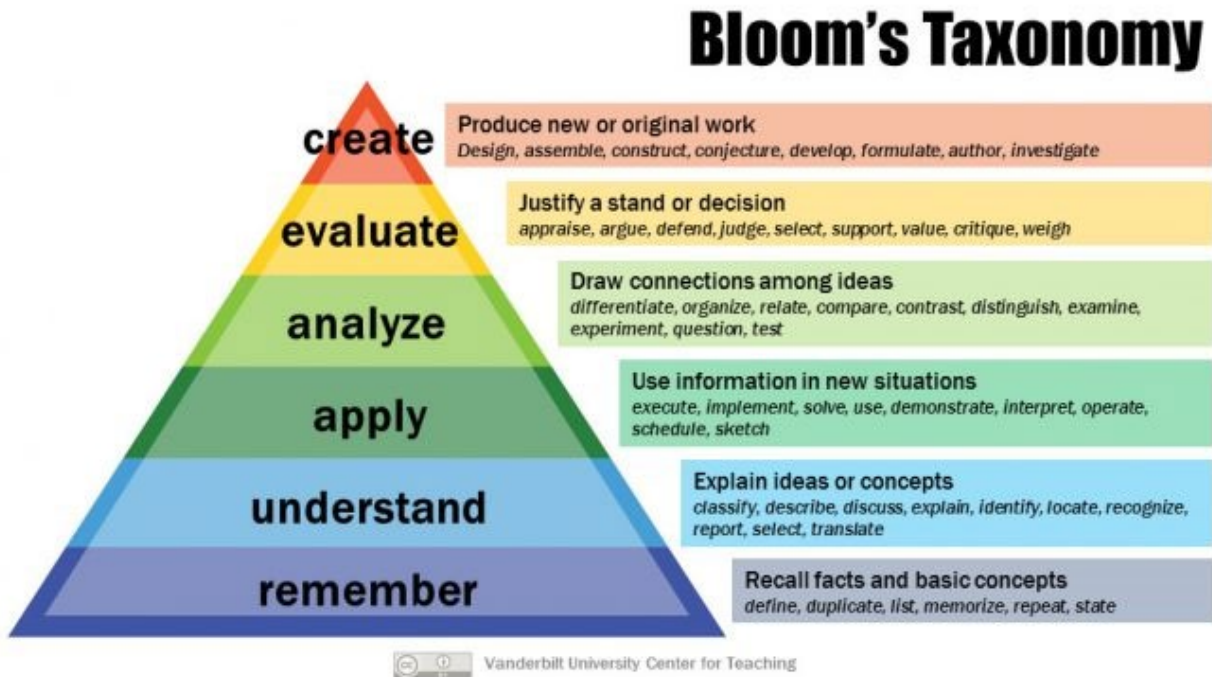 Bloom's Taxonomy
create
Produce new or original work
Design, assemble, construct, conjecture, develop, formulate, author, investigate
evaluate
Justify a stand or decision
appraise, argue, defend, judge, select, support, value, critique, weigh
analyze
Draw connections among ideas
differentiate, organize, relate, compare, contrast, distinguish, examine,
experiment, question, test
apply
Use information in new situations
execute, implement, solve, use, demonstrate, interpret, operate,
schedule, sketch
understand
Explain ideas or concepts
classify, describe, discuss, explain, identify, locate, recognize,
report, select, translate
remember
Recall facts and basic concepts
define, duplicate, list, memorize, repeat, state
cc
Vanderbilt University Center for Teaching